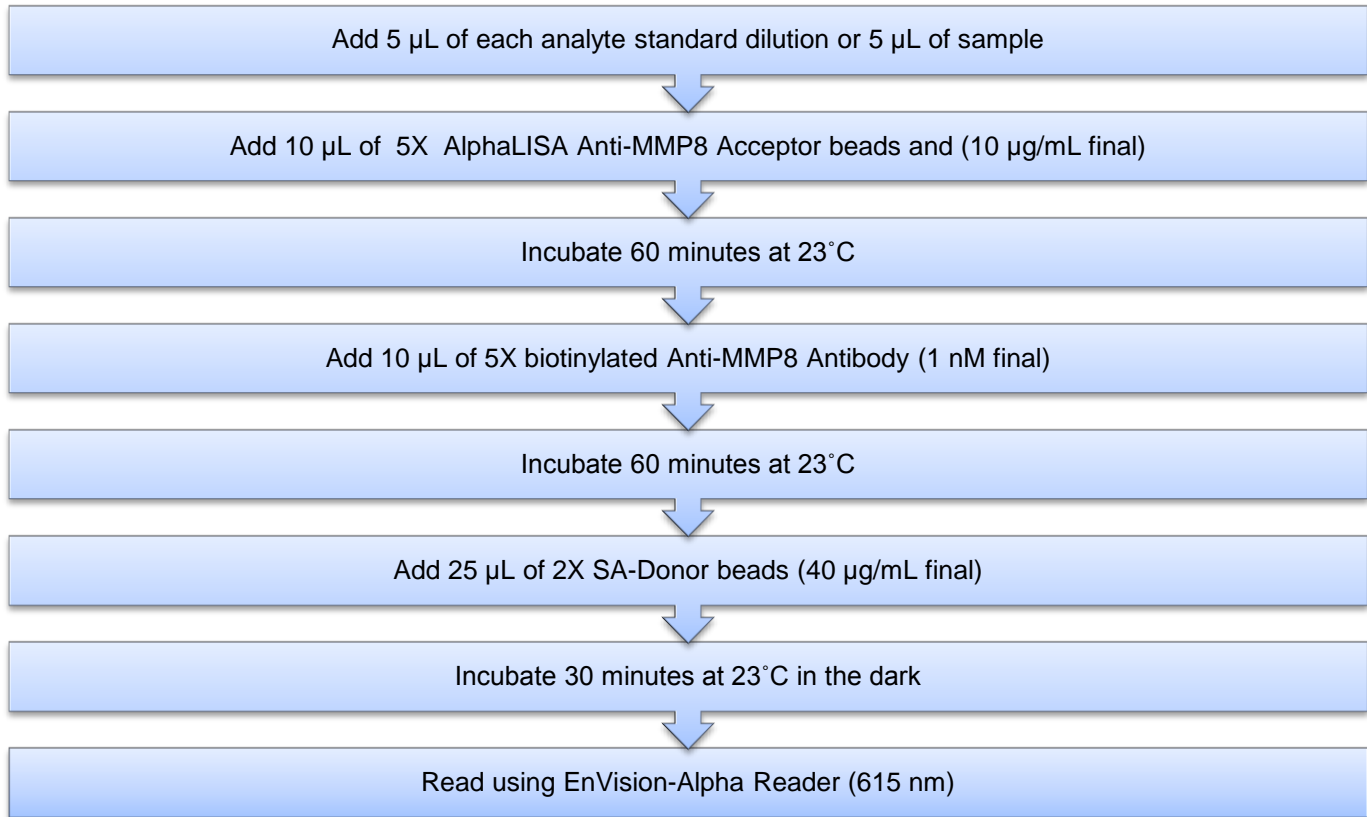 Add 5 µL of each analyte standard dilution or 5 µL of sample
Add 10 µL of 5X AlphaLISA Anti-MMP8 Acceptor beads and (10 µg/mL final)
Incubate 60 minutes at 23˚C
Add 10 µL of 5X biotinylated Anti-MMP8 Antibody (1 nM final)
Incubate 60 minutes at 23˚C
Add 25 µL of 2X SA-Donor beads (40 µg/mL final)
Incubate 30 minutes at 23˚C in the dark
Read using EnVision-Alpha Reader (615 nm)